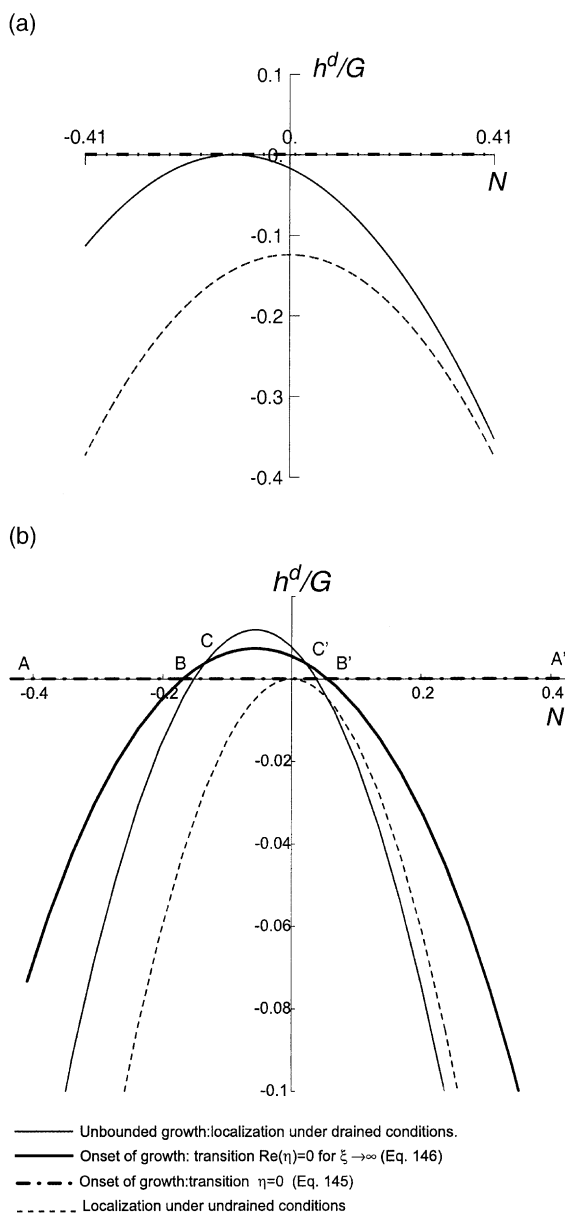 (a)
h^d/G
0.1
-0.41
0.
0.41
0.
N
-0.1
-0.2
-0.3
-0.4
(b)
h^d/G
C
C'
A
B
B'
A'
-0.4
-0.2
0.2
0.4
N
-0.02
-0.04
-0.06
-0.08
-0.1
Unbounded growth:localization under drained conditions.
Onset of growth: transition Re(η)=0 for ξ→∞ (Eq. 146)
Onset of growth:transition η=0 (Eq. 145)
Localization under undrained conditions